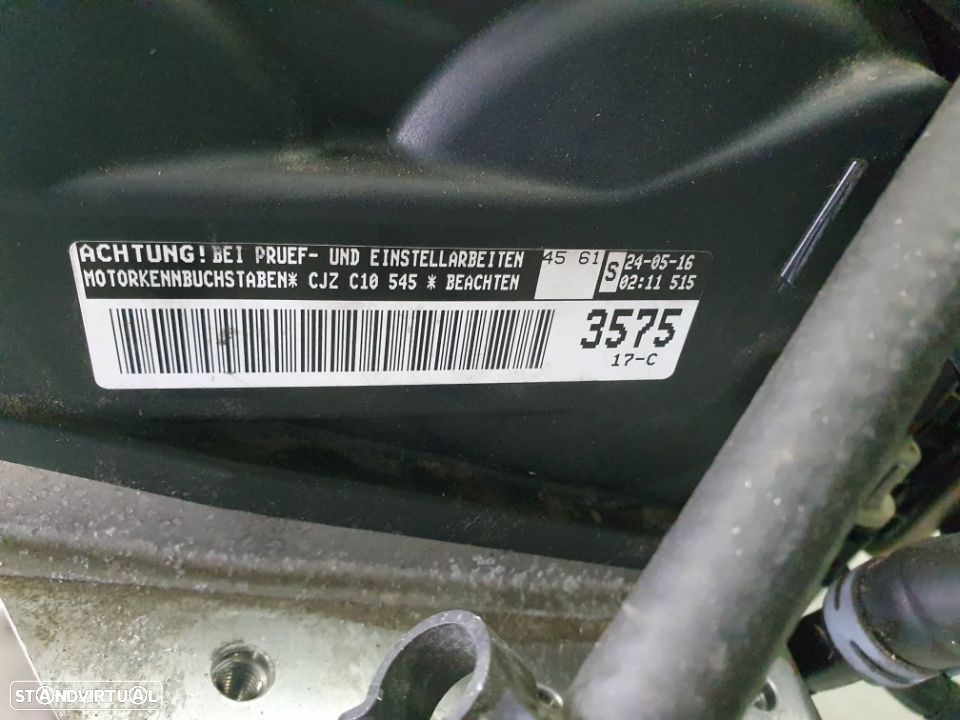 ACHTUNG! BEI PRUEF- UND EINSTELLARBEITEN
MOTORKENNBUCHSTABEN* CJZ C10 545 * BEACHTEN
45 61
S
24-05-16
02:11 515
3575
17-C
STANDVIRTUAL